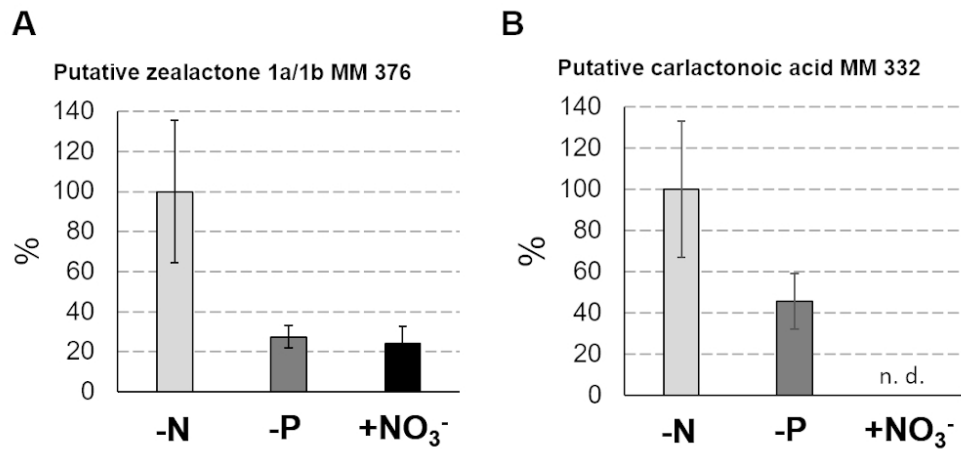 A
Putative zealactone 1a/1b MM 376
140
120
100
80
60
40
20
0
%
-N
-P
+NO₃⁻
B
Putative carlactonoic acid MM 332
140
120
100
80
60
40
20
0
%
n. d.
-N
-P
+NO₃⁻